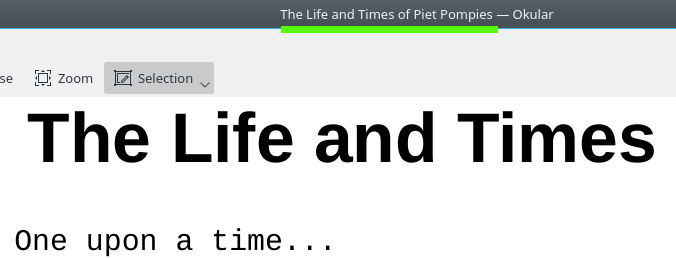 The Life and Times of Piet Pompies — Okular
se Zoom Selection
The Life and Times
One upon a time...